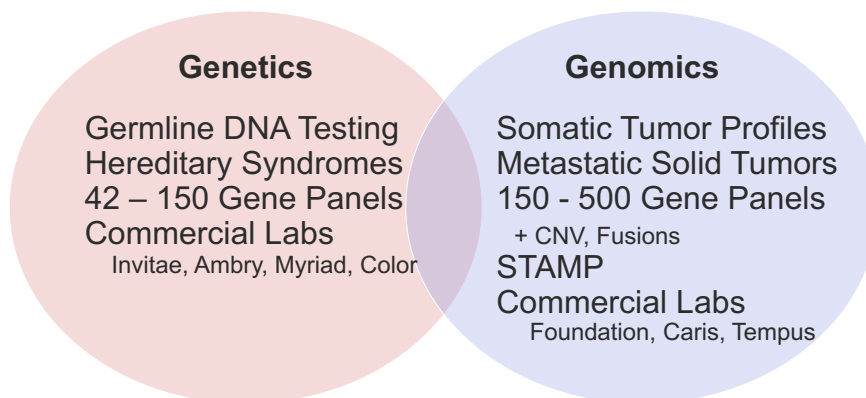 Genetics
Germline DNA Testing
Hereditary Syndromes
42 – 150 Gene Panels
Commercial Labs
Invitae, Ambry, Myriad, Color
Genomics
Somatic Tumor Profiles
Metastatic Solid Tumors
150 - 500 Gene Panels
+ CNV, Fusions
STAMP
Commercial Labs
Foundation, Caris, Tempus